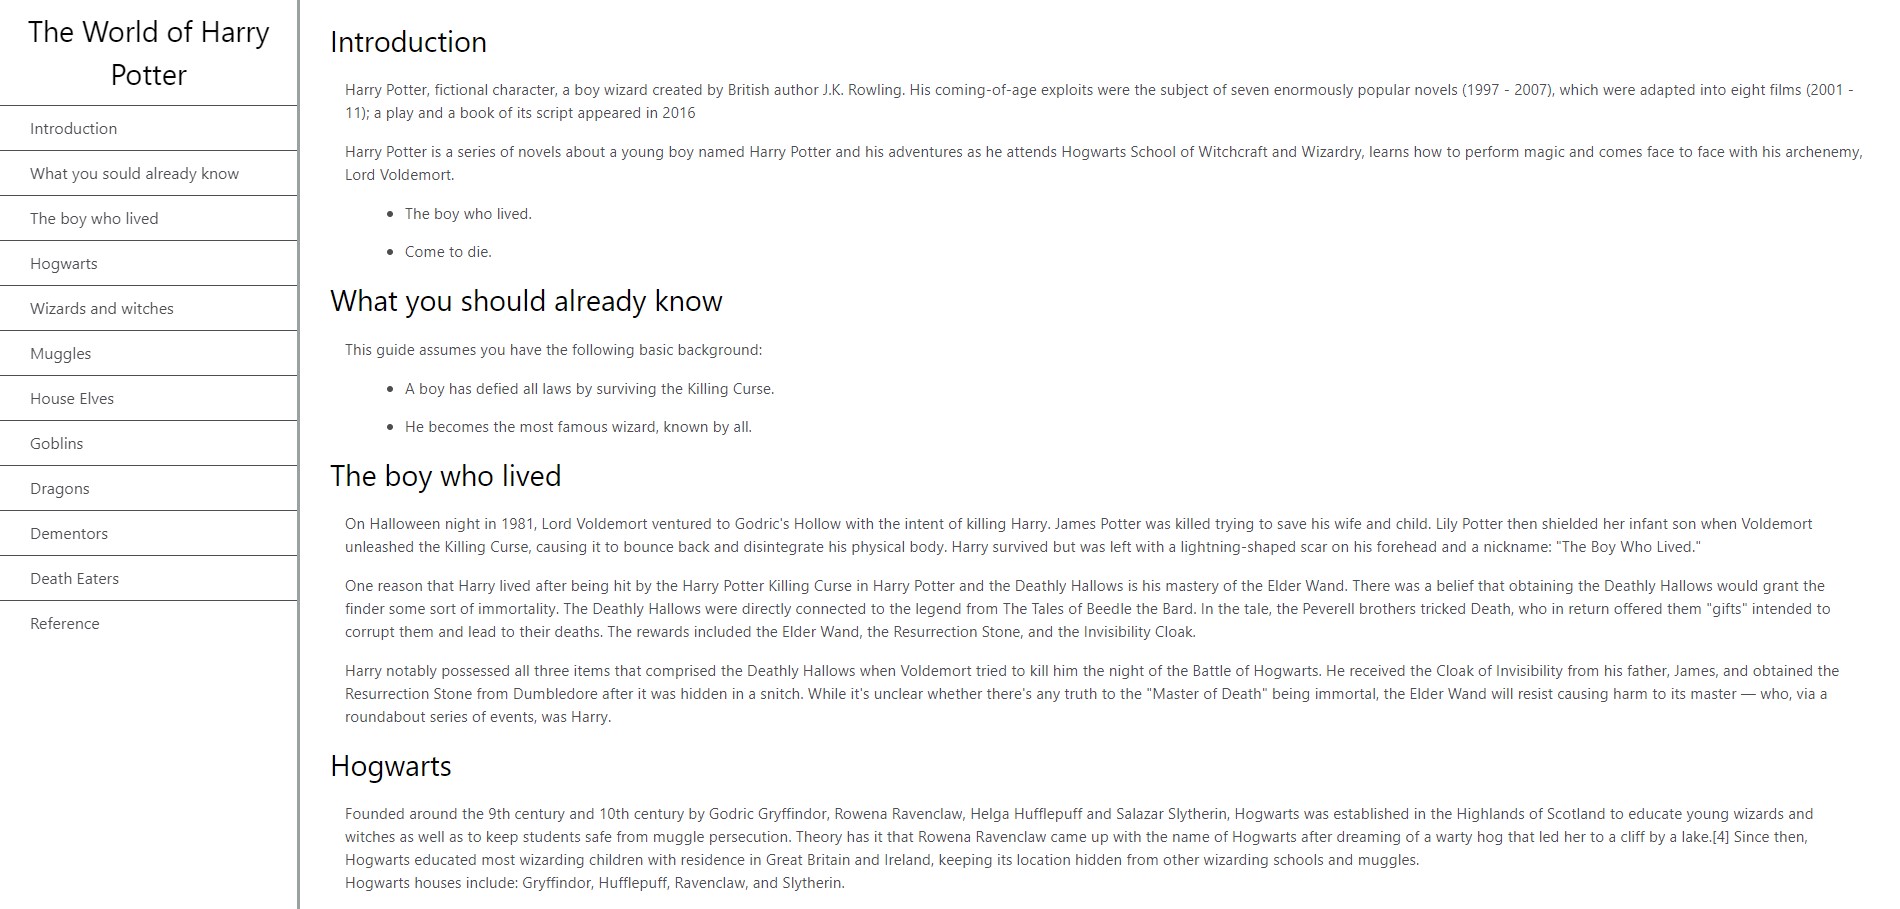 The World of Harry
Potter
Introduction
What you sould already know
The boy who lived
Hogwarts
Wizards and witches
Muggles
House Elves
Goblins
Dragons
Dementors
Death Eaters
Reference
Introduction
Harry Potter, fictional character, a boy wizard created by British author J.K. Rowling. His coming-of-age exploits were the subject of seven enormously popular novels (1997 - 2007), which were adapted into eight films (2001 -
11); a play and a book of its script appeared in 2016
Harry Potter is a series of novels about a young boy named Harry Potter and his adventures as he attends Hogwarts School of Witchcraft and Wizardry, learns how to perform magic and comes face to face with his archenemy,
Lord Voldemort.
• The boy who lived.
• Come to die.
What you should already know
This guide assumes you have the following basic background:
• A boy has defied all laws by surviving the Killing Curse.
• He becomes the most famous wizard, known by all.
The boy who lived
On Halloween night in 1981, Lord Voldemort ventured to Godric's Hollow with the intent of killing Harry. James Potter was killed trying to save his wife and child. Lily Potter then shielded her infant son when Voldemort
unleashed the Killing Curse, causing it to bounce back and disintegrate his physical body. Harry survived but was left with a lightning-shaped scar on his forehead and a nickname: "The Boy Who Lived."
One reason that Harry lived after being hit by the Harry Potter Killing Curse in Harry Potter and the Deathly Hallows is his mastery of the Elder Wand. There was a belief that obtaining the Deathly Hallows would grant the
finder some sort of immortality. The Deathly Hallows were directly connected to the legend from The Tales of Beedle the Bard. In the tale, the Peverell brothers tricked Death, who in return offered them "gifts" intended to
corrupt them and lead to their deaths. The rewards included the Elder Wand, the Resurrection Stone, and the Invisibility Cloak.
Harry notably possessed all three items that comprised the Deathly Hallows when Voldemort tried to kill him the night of the Battle of Hogwarts. He received the Cloak of Invisibility from his father, James, and obtained the
Resurrection Stone from Dumbledore after it was hidden in a snitch. While it's unclear whether there's any truth to the "Master of Death" being immortal, the Elder Wand will resist causing harm to its master — who, via a
roundabout series of events, was Harry.
Hogwarts
Founded around the 9th century and 10th century by Godric Gryffindor, Rowena Ravenclaw, Helga Hufflepuff and Salazar Slytherin, Hogwarts was established in the Highlands of Scotland to educate young wizards and
witches as well as to keep students safe from muggle persecution. Theory has it that Rowena Ravenclaw came up with the name of Hogwarts after dreaming of a warty hog that led her to a cliff by a lake.[4] Since then,
Hogwarts educated most wizarding children with residence in Great Britain and Ireland, keeping its location hidden from other wizarding schools and muggles.
Hogwarts houses include: Gryffindor, Hufflepuff, Ravenclaw, and Slytherin.